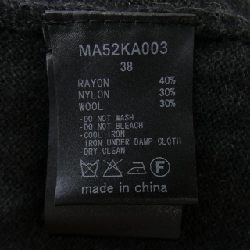 MA52KA003
38
RAYON 40%
NYLON 30%
WOOL 30%
-DO NOT WASH
-DO NOT BLEACH
-COOL IRON
IRON UNDER DAMP CLOTH
-DRY CLEAN
F
made in china